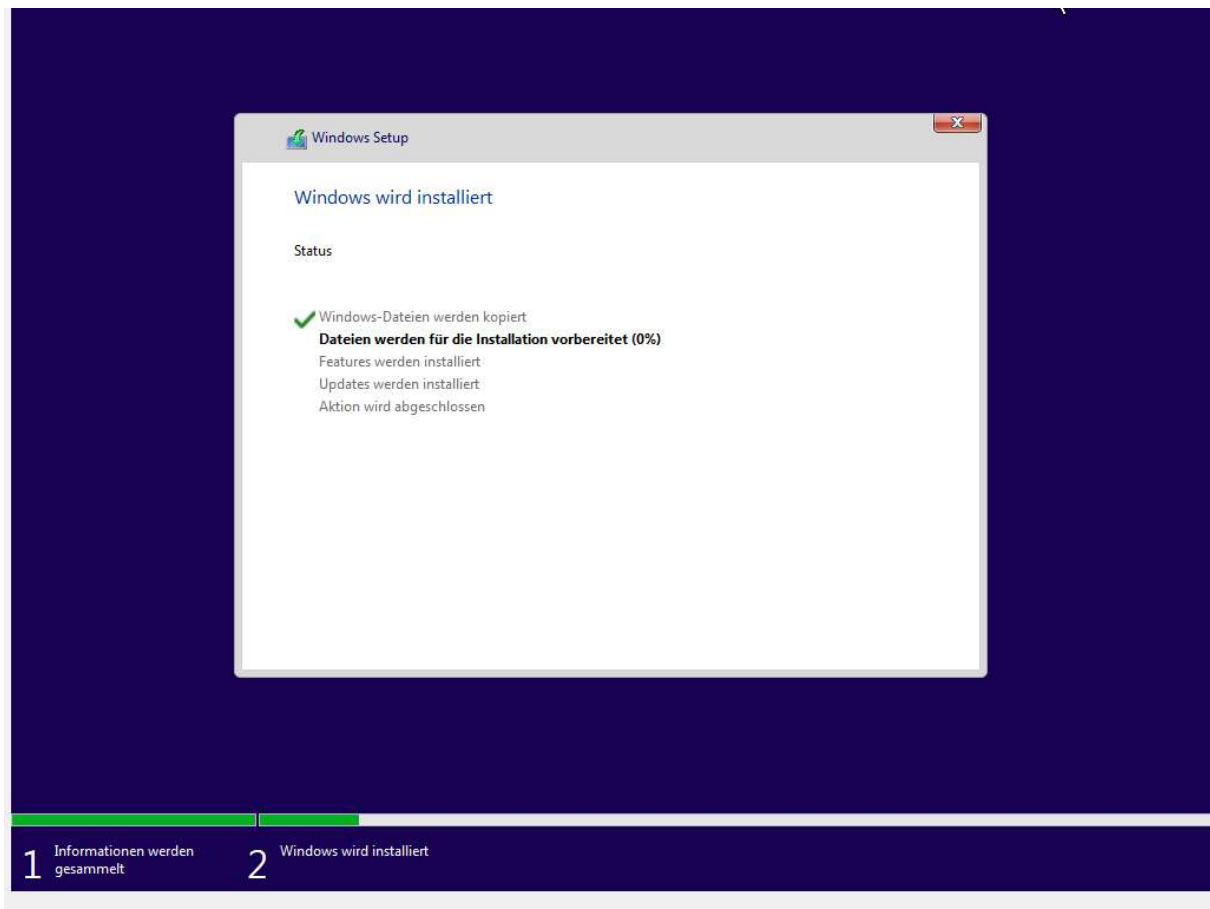 Windows Setup
Windows wird installiert
Status
Windows-Dateien werden kopiert
Dateien werden für die Installation vorbereitet (0%)
Features werden installiert
Updates werden installiert
Aktion wird abgeschlossen
1 Informationen werden
gesammelt
2 Windows wird installiert